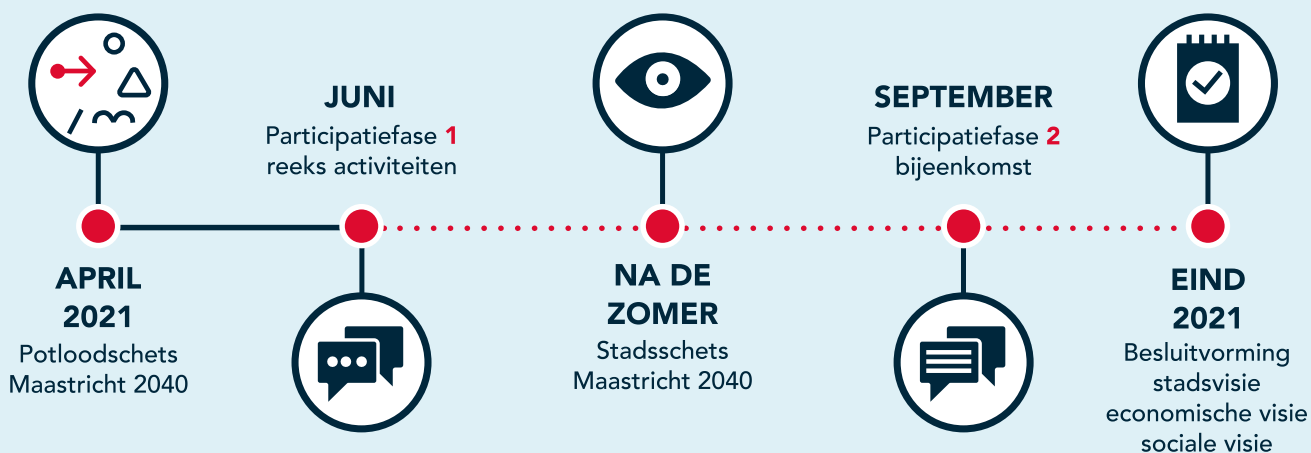 APRIL
2021
Potloodschets
Maastricht 2040
JUNI
Participatiefase 1
reeks activiteiten
NA DE
ZOMER
Stadsschets
Maastricht 2040
SEPTEMBER
Participatiefase 2
bijeenkomst
EIND
2021
Besluitvorming
stadsvisie
economische visie
sociale visie